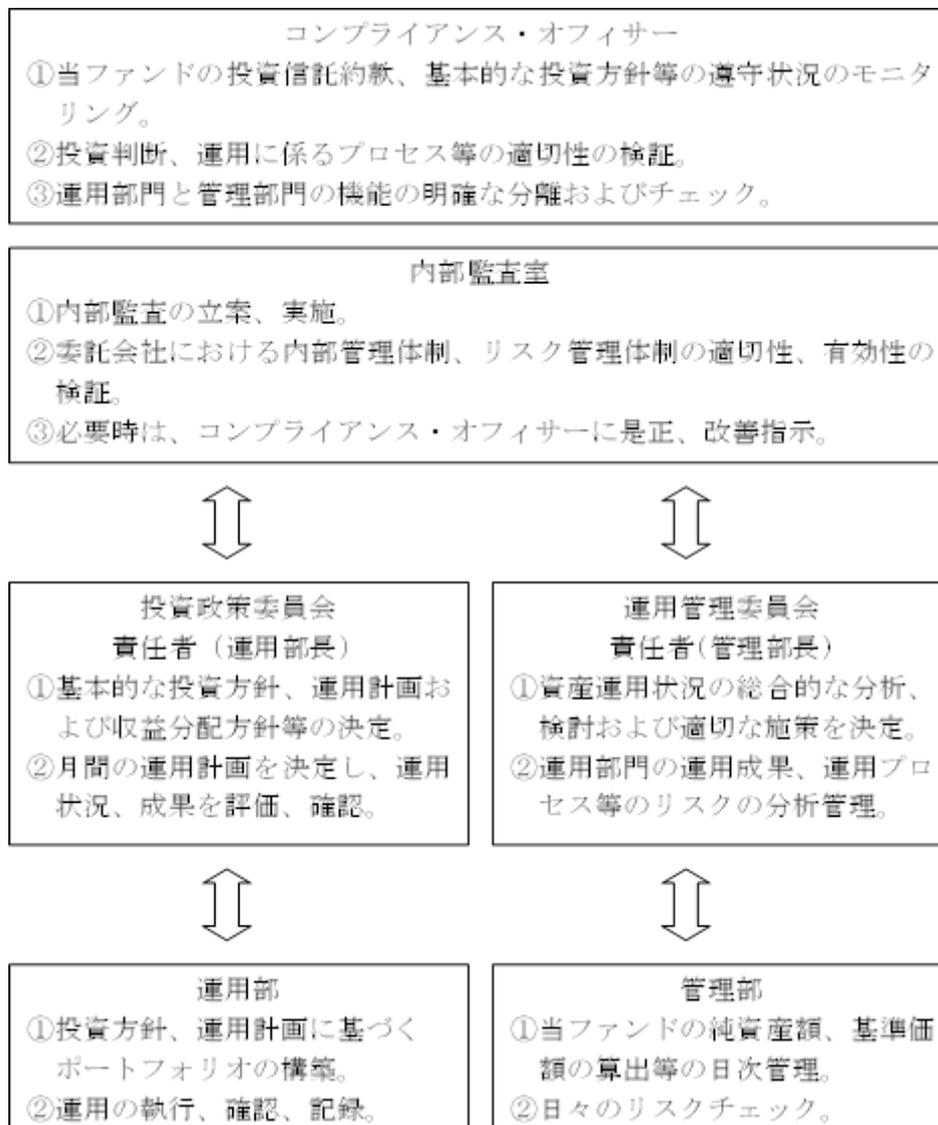 コンプライアンス・オフィサー
①当ファンドの投資信託約款、基本的な投資方針等の遵守状況のモニタ
リング。
②投資判断、運用に係るプロセス等の適切性の検証。
③運用部門と管理部門の機能の明確な分離およびチェック。
内部監査室
①内部監査の立案、実施。
②委託会社における内部管理体制、リスク管理体制の適切性、有効性の
検証。
③必要時は、コンプライアンス・オフィサーに是正、改善指示。
投資政策委員会
責任者（運用部長）
①基本的な投資方針、運用計画お
よび収益分配方針等の決定。
②月間の運用計画を決定し、運用
状況、成果を評価、確認。
運用管理委員会
責任者(管理部長)
①資産運用状況の総合的な分析、
検討および適切な施策を決定。
②運用部門の運用成果、運用プロ
セス等のリスクの分析管理。
運用部
①投資方針、運用計画に基づく
ポートフォリオの構築。
②運用の執行、確認、記録。
管理部
①当ファンドの純資産額、基準価
額の算出等の日次管理。
②日々のリスクチェック。